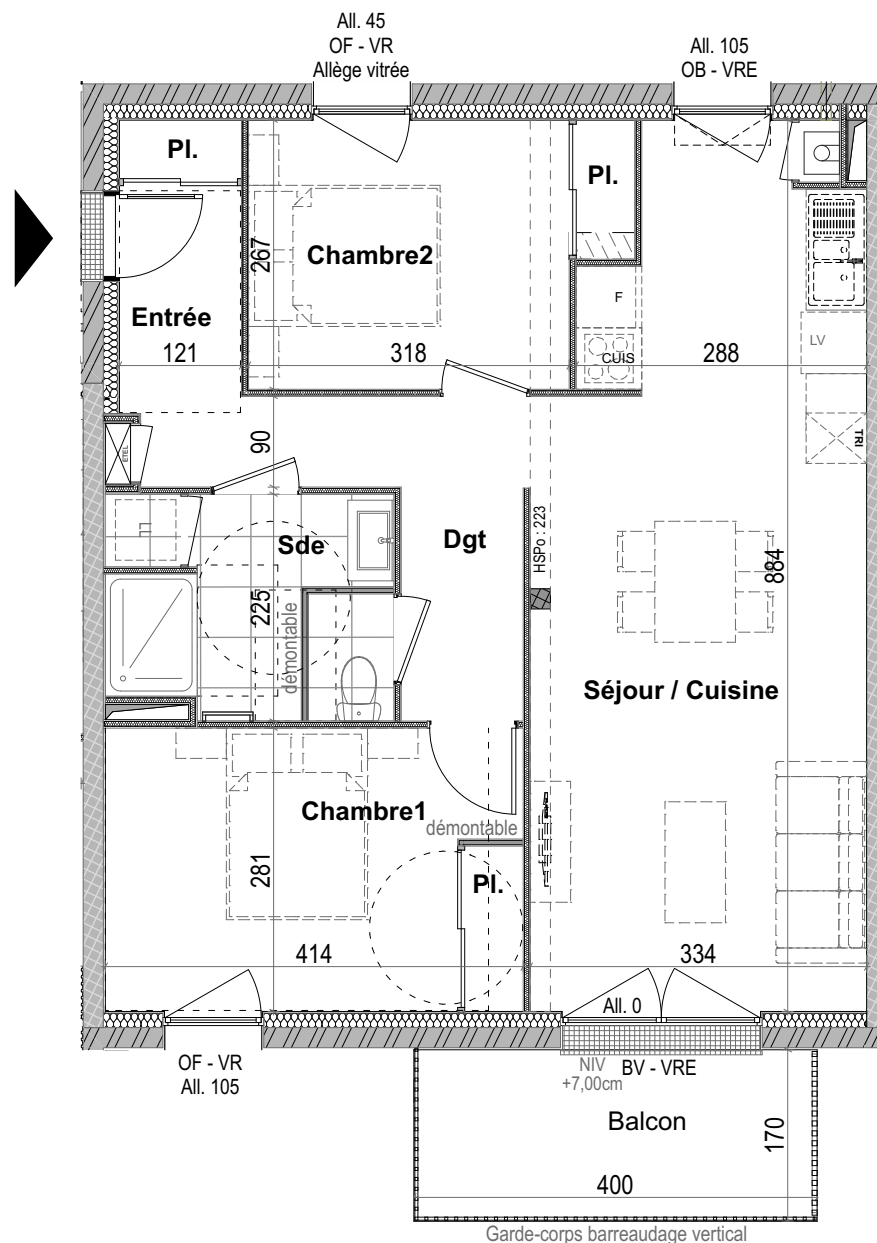 All. 45
OF - VR
Allège vitrée
All. 105
OB - VRE
Pl.
Pl.
Chambre2
267
Entrée
F
121
318
CUIS
288
LV
TRI
90
ETEL
LL
Sde
Dgt
HSPo : 223
884
225
démontable
Séjour / Cuisine
Chambre1
démontable
281
Pl.
414
334
All. 0
OF - VR
All. 105
NIV
+7,00cm
BV - VRE
Balcon
170
400
Garde-corps barreaudage vertical